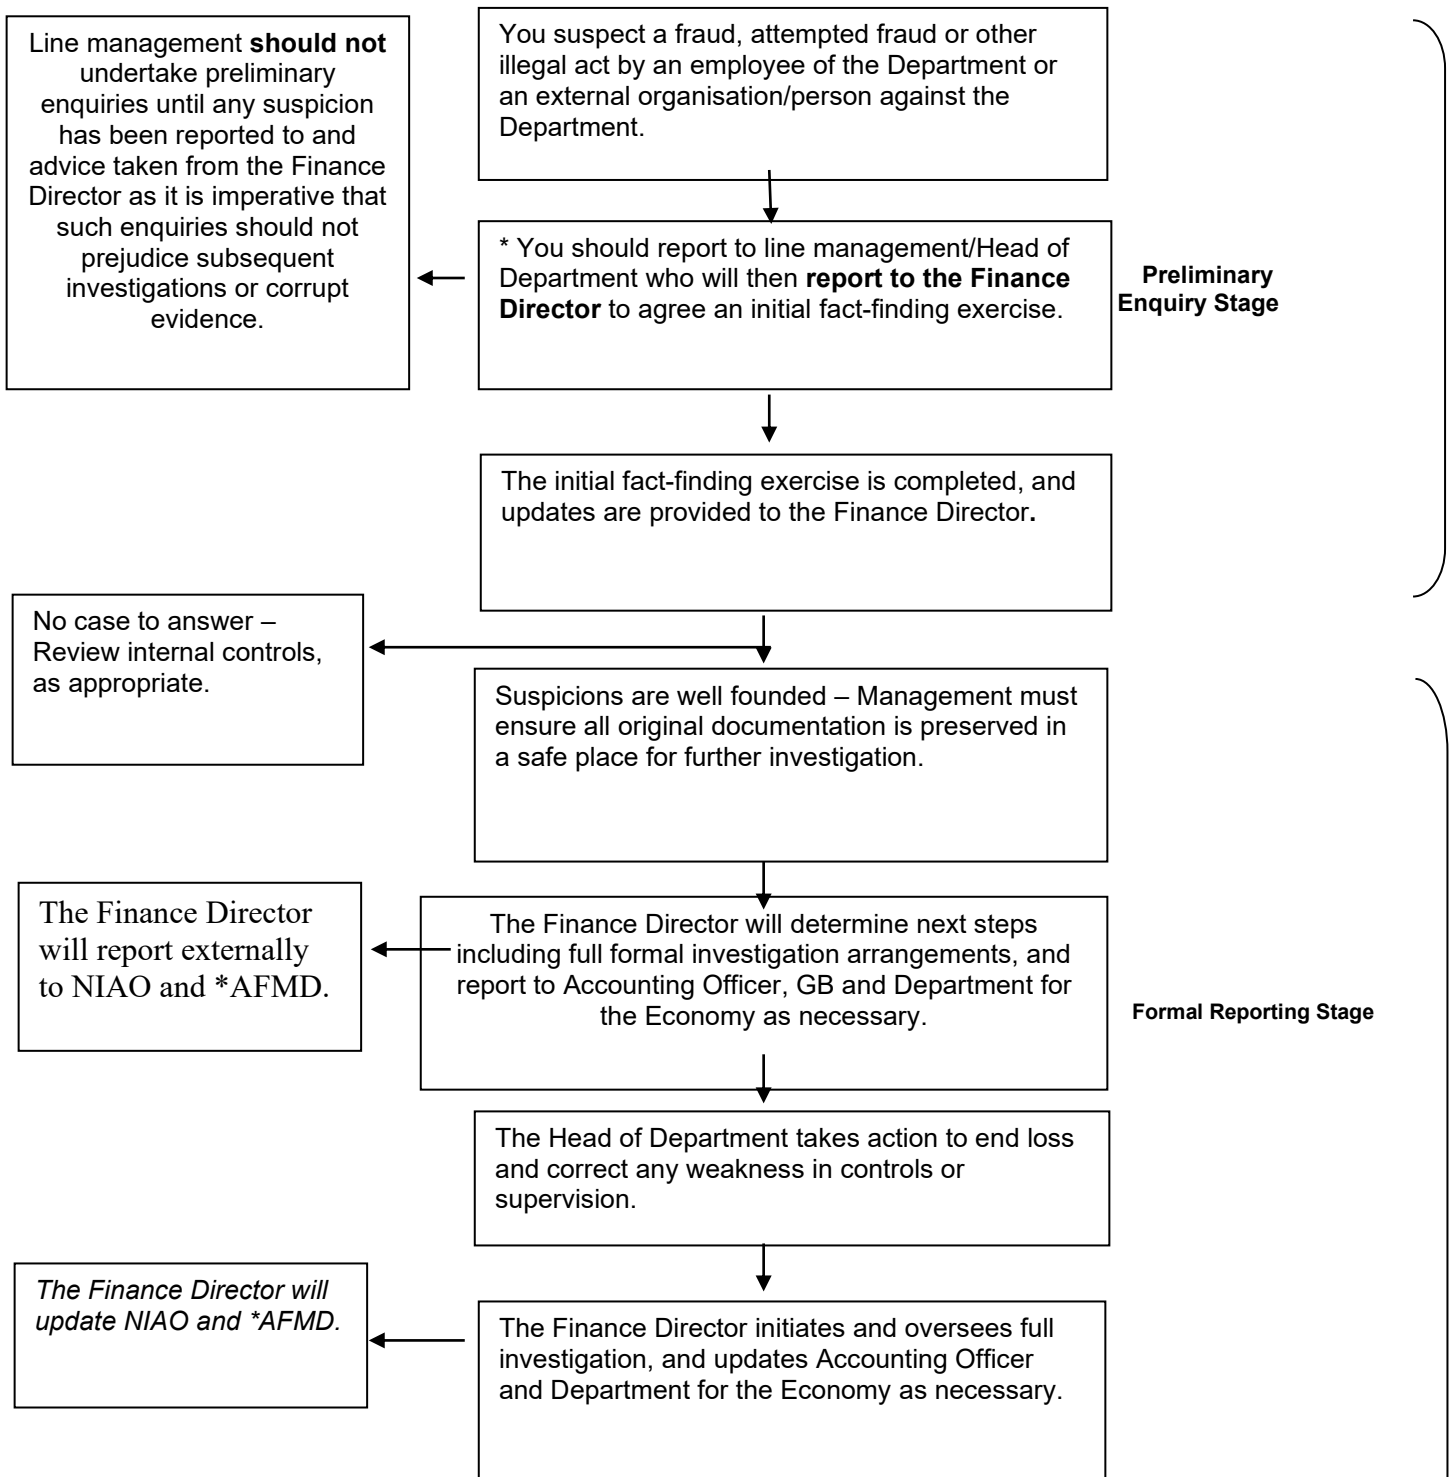 Line management should not
undertake preliminary
enquiries until any suspicion
has been reported to and
advice taken from the Finance
Director as it is imperative that
such enquiries should not
prejudice subsequent
investigations or corrupt
evidence.
You suspect a fraud, attempted fraud or other
illegal act by an employee of the Department or
an external organisation/person against the
Department.
* You should report to line management/Head of
Department who will then report to the Finance
Director to agree an initial fact-finding exercise.
Preliminary
Enquiry Stage
The initial fact-finding exercise is completed, and
updates are provided to the Finance Director.
No case to answer –
Review internal controls,
as appropriate.
Suspicions are well founded – Management must
ensure all original documentation is preserved in
a safe place for further investigation.
The Finance Director
will report externally
to NIAO and *AFMD.
The Finance Director will determine next steps
including full formal investigation arrangements, and
report to Accounting Officer, GB and Department for
the Economy as necessary.
Formal Reporting Stage
The Head of Department takes action to end loss
and correct any weakness in controls or
supervision.
The Finance Director will
update NIAO and *AFMD.
The Finance Director initiates and oversees full
investigation, and updates Accounting Officer
and Department for the Economy as necessary.